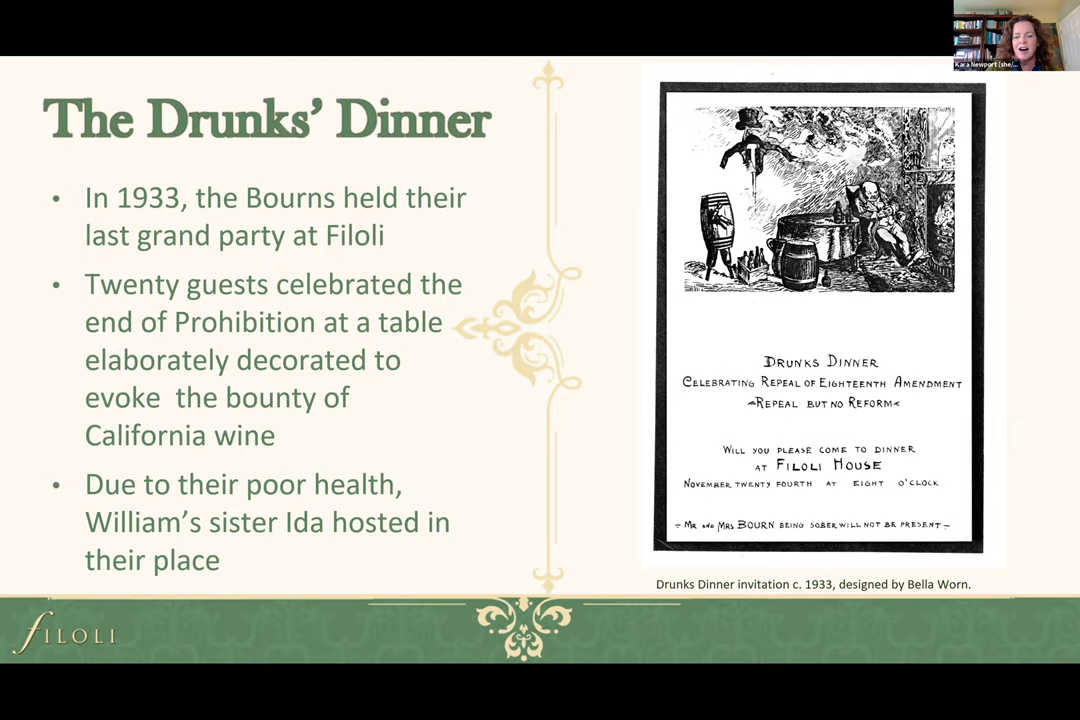 Kara Newport (she/...
The Drunks' Dinner
• In 1933, the Bourns held their
last grand party at Filoli
• Twenty guests celebrated the
end of Prohibition at a table
elaborately decorated to
evoke the bounty of
California wine
• Due to their poor health,
William's sister Ida hosted in
their place
DRUNKS DINNER
CELEBRATING REPEAL OF EIGHTEENTH AMENDMENT
REPEAL BUT NO REFORM
WILL YOU PLEASE COME TO DINNER
AT FILOLI HOUSE
NOVEMBER TWENTY FOURTH AT EIGHT O'CLOCK
- MR AND MRS BOURN BEING SOBER WILL NOT BE PRESENT -
Drunks Dinner invitation c. 1933, designed by Bella Worn.
FILOLI